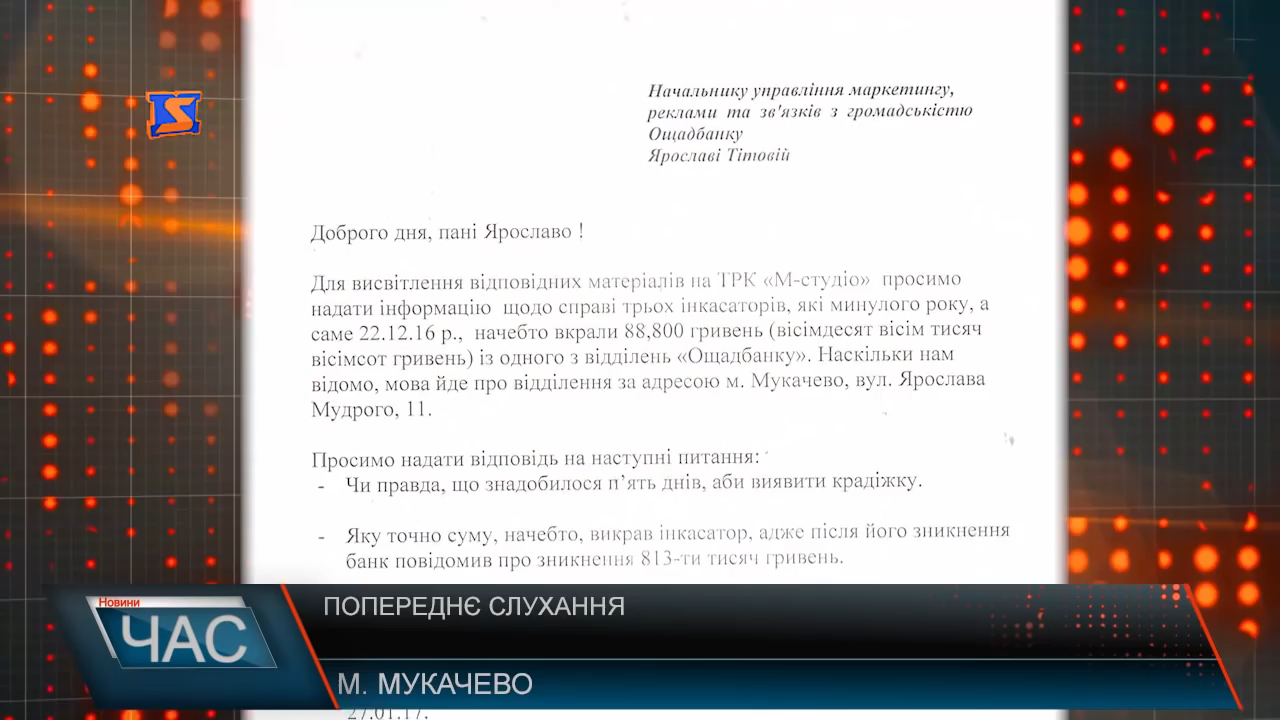 Начальнику управління маркетингу,
реклами та зв'язків з громадськістю
Ощадбанку
Ярославі Тітовій
Доброго дня, пані Ярославо !
Для висвітлення відповідних матеріалів на ТРК «М-студіо» просимо
надати інформацію щодо справі трьох інкасаторів, які минулого року, а
саме 22.12.16 р., начебто вкрали 88,800 гривень (вісімдесят вісім тисяч
вісімсот гривень) із одного з відділень «Ощадбанку». Наскільки нам
відомо, мова йде про відділення за адресою м. Мукачево, вул. Ярослава
Мудрого, 11.
Просимо надати відповідь на наступні питання:
- Чи правда, що знадобилося п’ять днів, аби виявити крадіжку.
- Яку точно суму, начебто, викрав інкасатор, адже після його зникнення
банк повідомив про зникнення 813-ти тисяч гривень.
Новини
ЧАС
ПОПЕРЕДНЄ СЛУХАННЯ
М. МУКАЧЕВО
27.01.17.